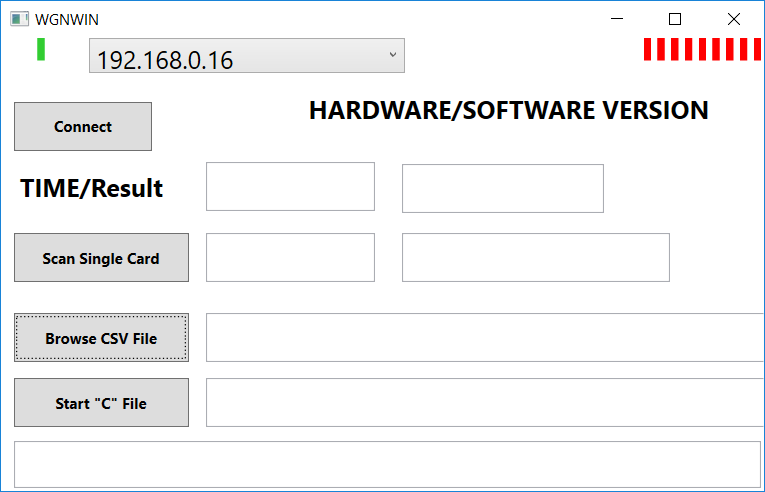 WGNWIN
192.168.0.16
Connect
HARDWARE/SOFTWARE VERSION
TIME/Result
Scan Single Card
Browse CSV File
Start "C" File